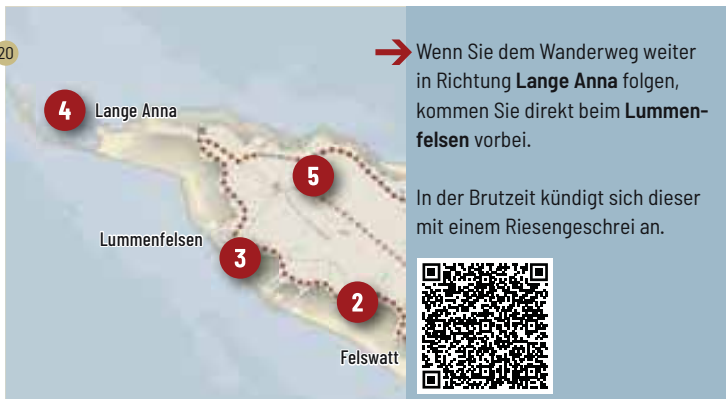 20
4
Lange Anna
5
Lummenfelsen
3
2
Felswatt
Wenn Sie dem Wanderweg weiter
in Richtung Lange Anna folgen,
kommen Sie direkt beim Lummen-
felsen vorbei.
In der Brutzeit kündigt sich dieser
mit einem Riesengeschrei an.